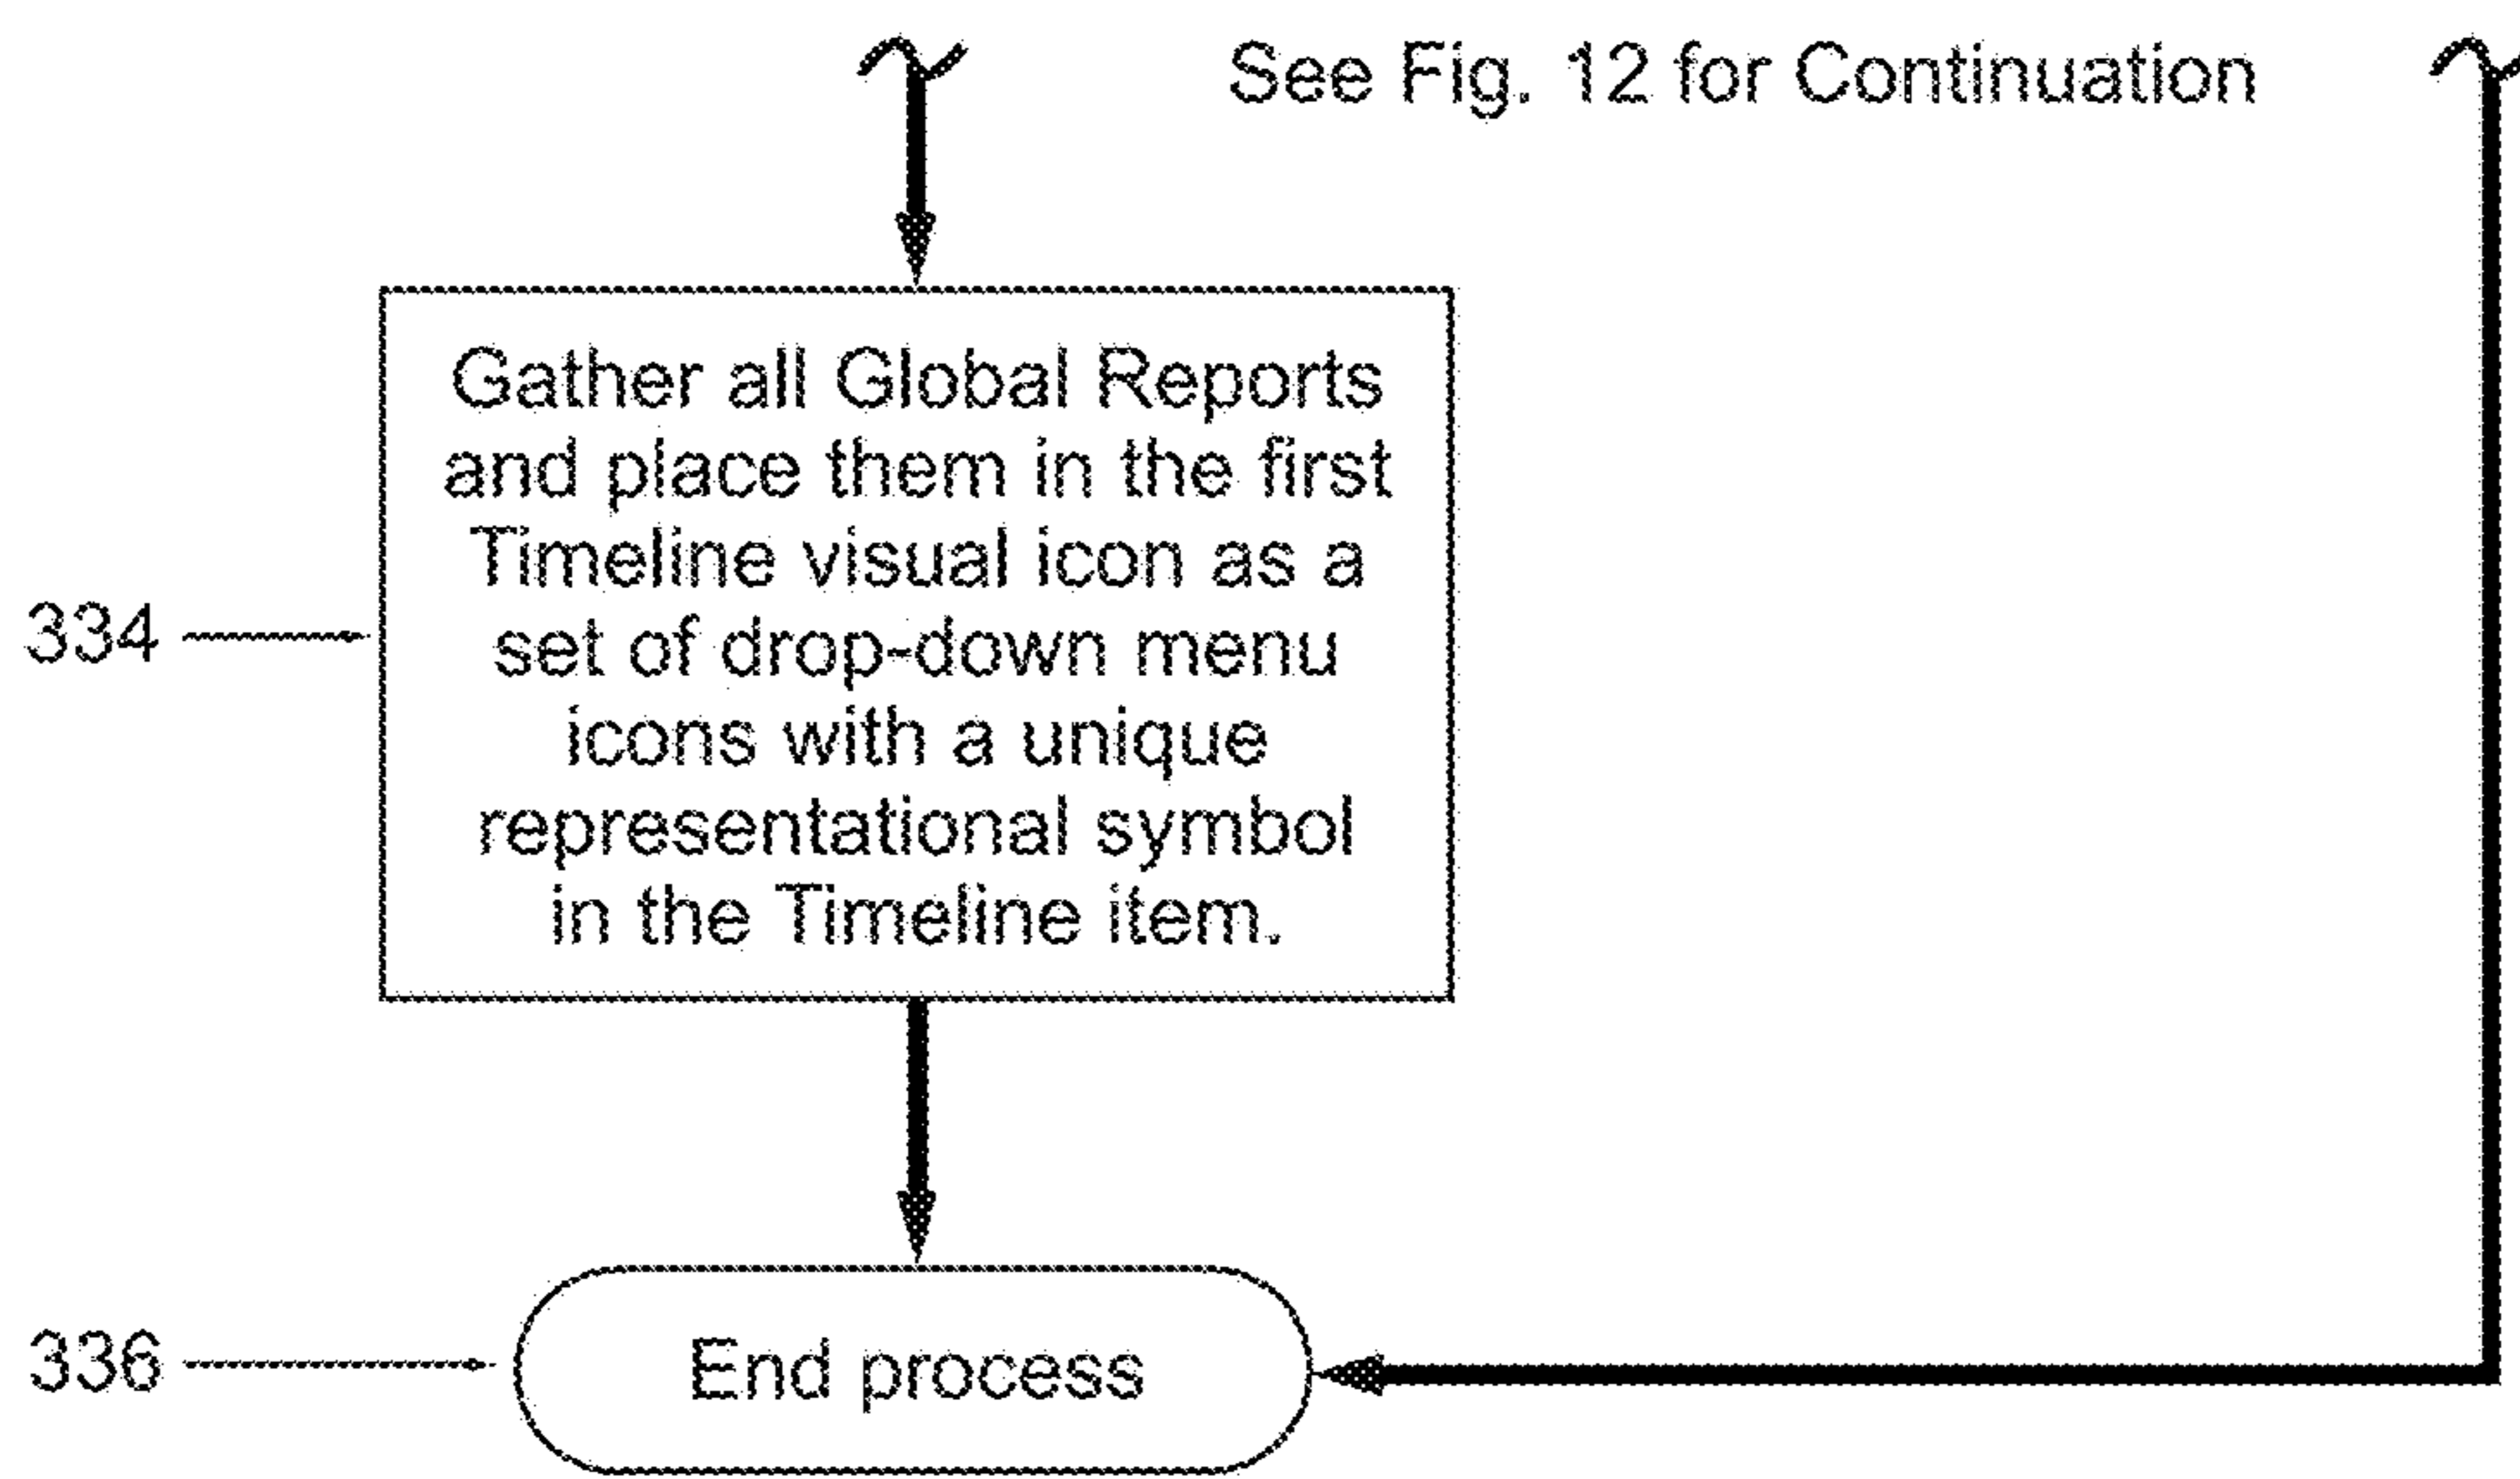 See Fig. 12 for Continuation
Gather all Global Reports
and place them in the first
Timeline visual icon as a
set of drop-down menu
icons with a unique
representational symbol
in the Timeline item.
334
End process
336